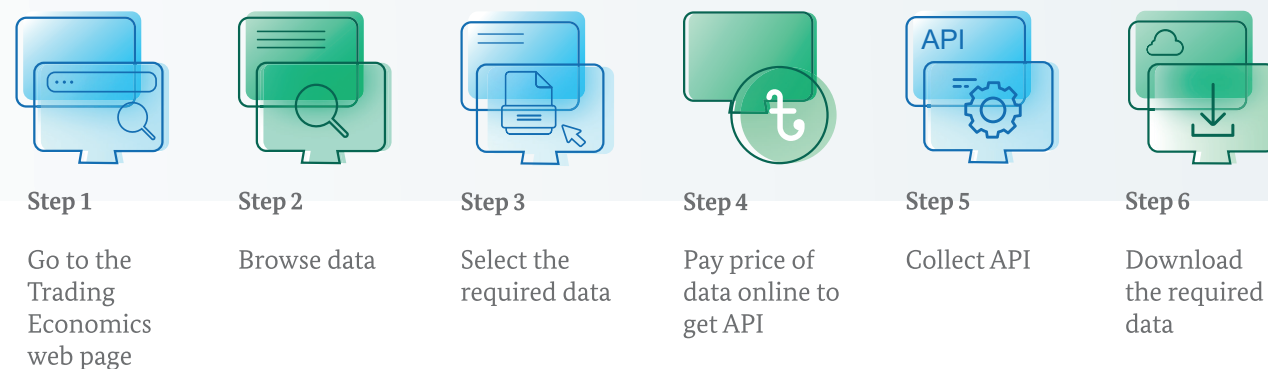 API
Step 1
Go to the
Trading
Economics
web page
Step 2
Browse data
Step 3
Select the
required data
Step 4
Pay price of
data online to
get API
Step 5
Collect API
Step 6
Download
the required
data